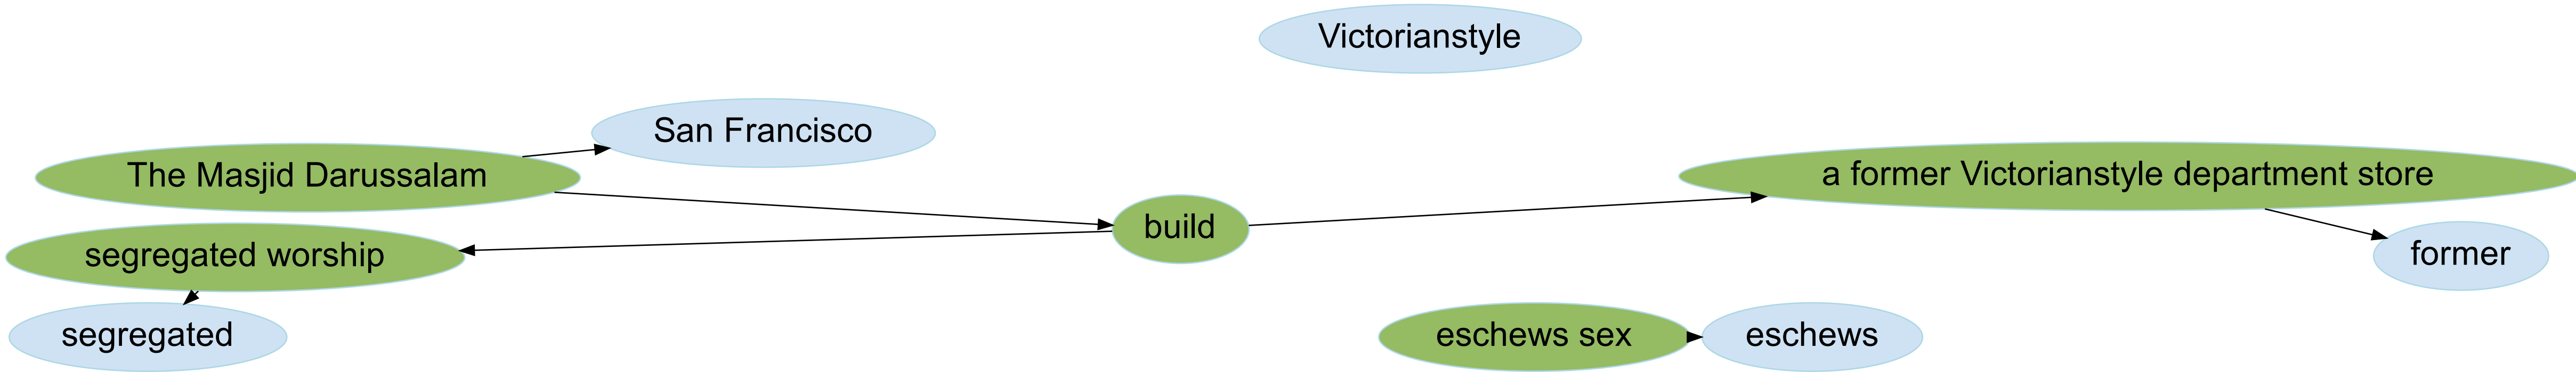 Victorianstyle
San Francisco
The Masjid Darussalam
a former Victorianstyle department store
build
segregated worship
former
segregated
eschews sex
eschews